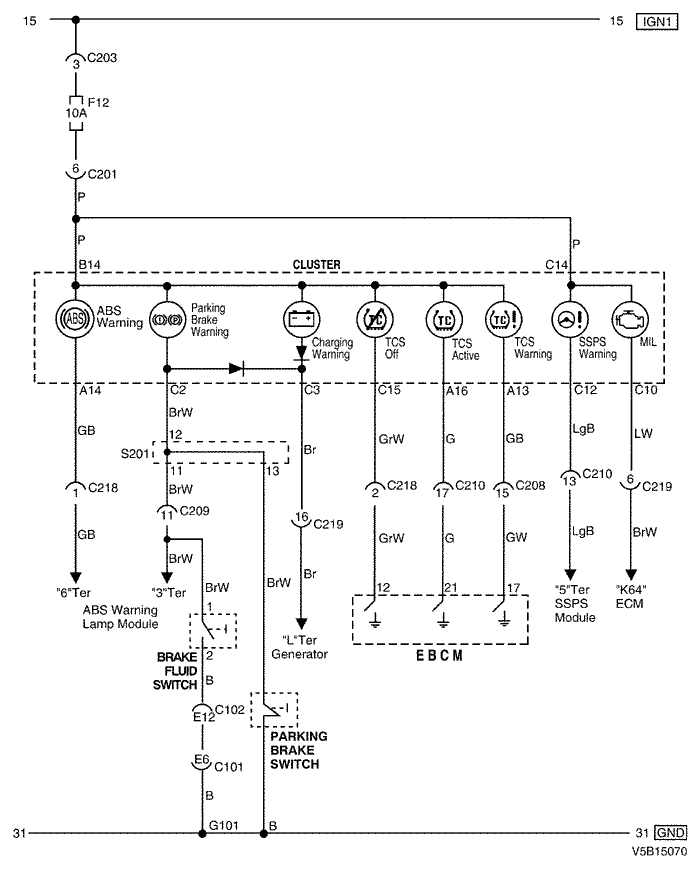 15
15 IGN1
C203
3
F12
10A
6
C201
P
P
P
B14
CLUSTER
C14
ABS
ABS
Warning
Parking
Brake
Warning
Charging
Warning
TC
TCS
Off
TC
TCS
Active
TC
TCS
Warning
SSPS
Warning
MIL
A14
C2
C3
C15
A16
A13
C12
C10
GB
BrW
12
S201
11
13
Br
GrW
G
GB
LgB
LW
1
C218
BrW
11
C209
16
C219
2
C218
17
C210
15
C208
13
C210
6
C219
GB
BrW
BrW
BrW
Br
GrW
G
GW
LgB
BrW
"6"Ter
"3"Ter
ABS Warning
Lamp Module
1
2
BRAKE
FLUID
SWITCH
"L"Ter
Generator
12
21
17
EBCM
"5"Ter
SSPS
Module
"K64"
ECM
B
C102
E12
E6
C101
B
PARKING
BRAKE
SWITCH
31
G101
B
31 GND
V5B15070